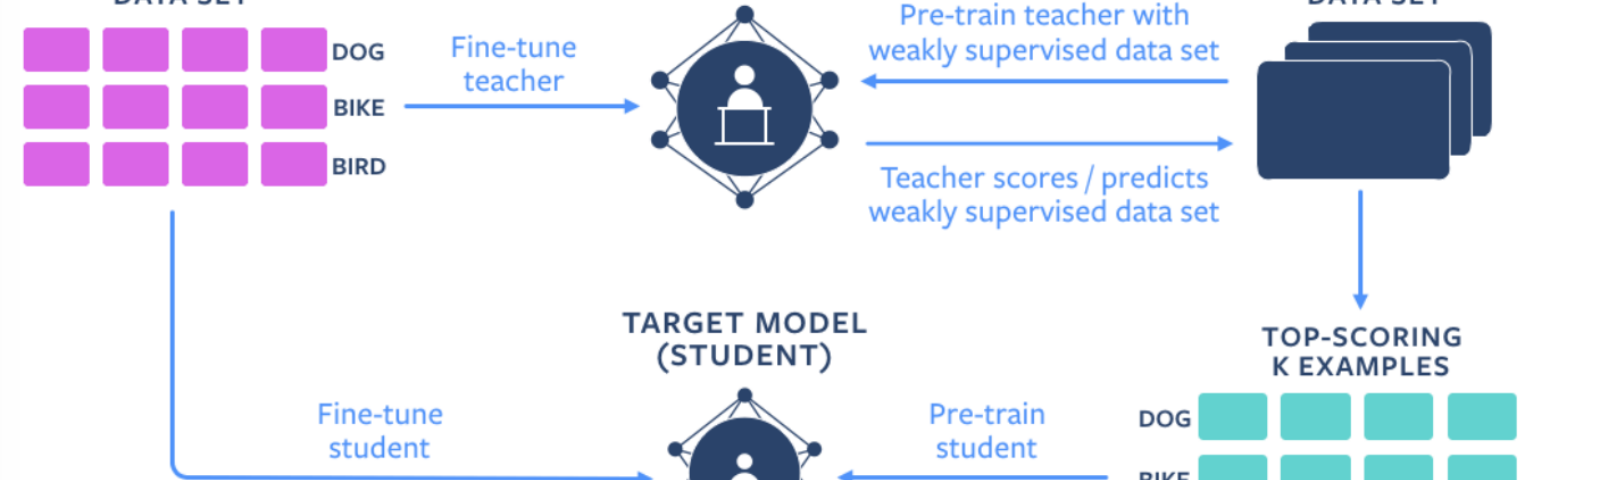 DATA SET
DATA SET
DOG
BIKE
BIRD
Fine-tune
teacher
Pre-train teacher with
weakly supervised data set
Teacher scores / predicts
weakly supervised data set
TARGET MODEL
(STUDENT)
TOP-SCORING
K EXAMPLES
Fine-tune
student
Pre-train
student
DOG
BIKE